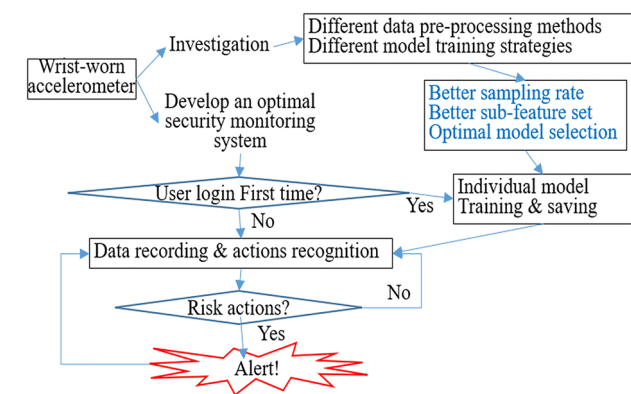 Different data pre-processing methods
Different model training strategies
Investigation
Wrist-worn
accelerometer
Better sampling rate
Better sub-feature set
Optimal model selection
Develop an optimal
security monitoring
system
User login First time?
Yes
Individual model
Training & saving
No
Data recording & actions recognition
No
Risk actions?
Yes
Alert!